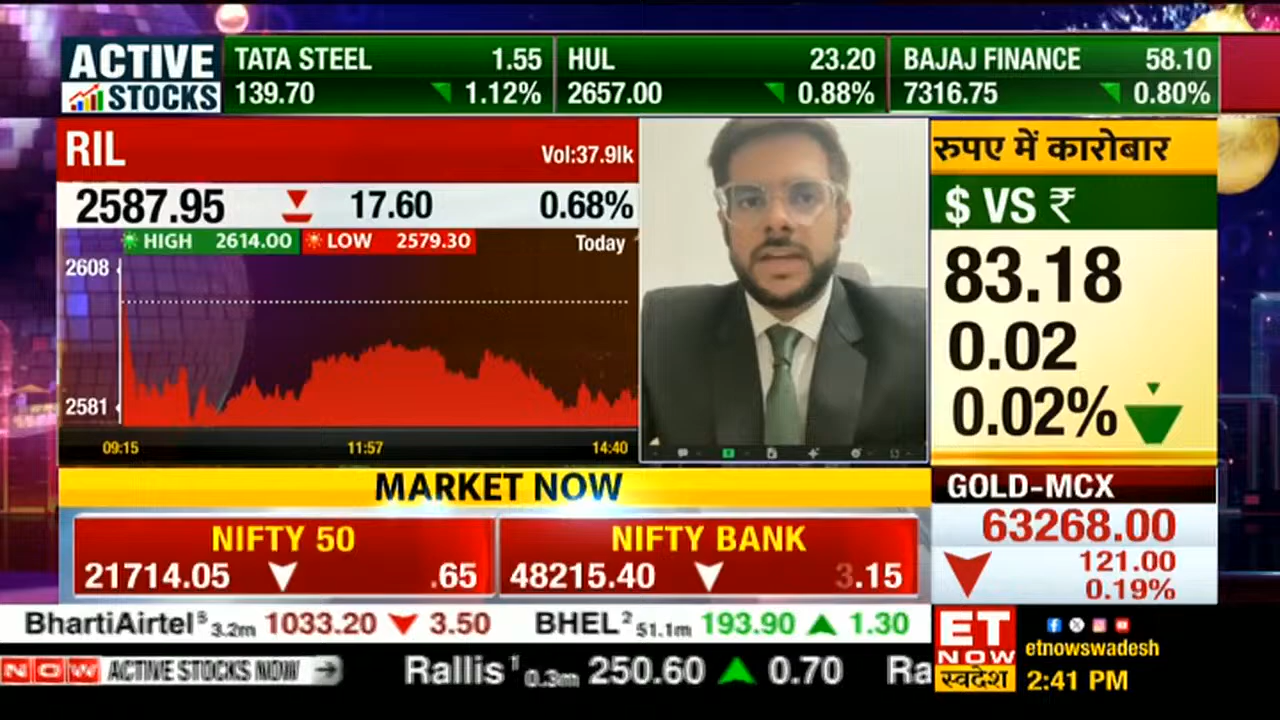 ACTIVE
STOCKS
TATA STEEL 1.55
139.70 1.12%
HUL 23.20
2657.00 0.88%
BAJAJ FINANCE 58.10
7316.75 0.80%
RIL Vol:37.9lk
2587.95 17.60 0.68%
HIGH 2614.00 LOW 2579.30 Today
2608
2581
09:15 11:57 14:40
रुपए में कारोबार
$ VS ₹
83.18
0.02
0.02%
GOLD-MCX
63268.00
121.00
0.19%
MARKET NOW
NIFTY 50
21714.05 .65
NIFTY BANK
48215.40 3.15
BhartiAirtel 5 3.2m 1033.20 3.50 BHEL 2 51.1m 193.90 1.30
NOW ACTIVE STOCKS NOW Rallis 1 0.3m 250.60 0.70 Ra
ET
NOW
स्वदेश
etnowswadesh
2:41 PM